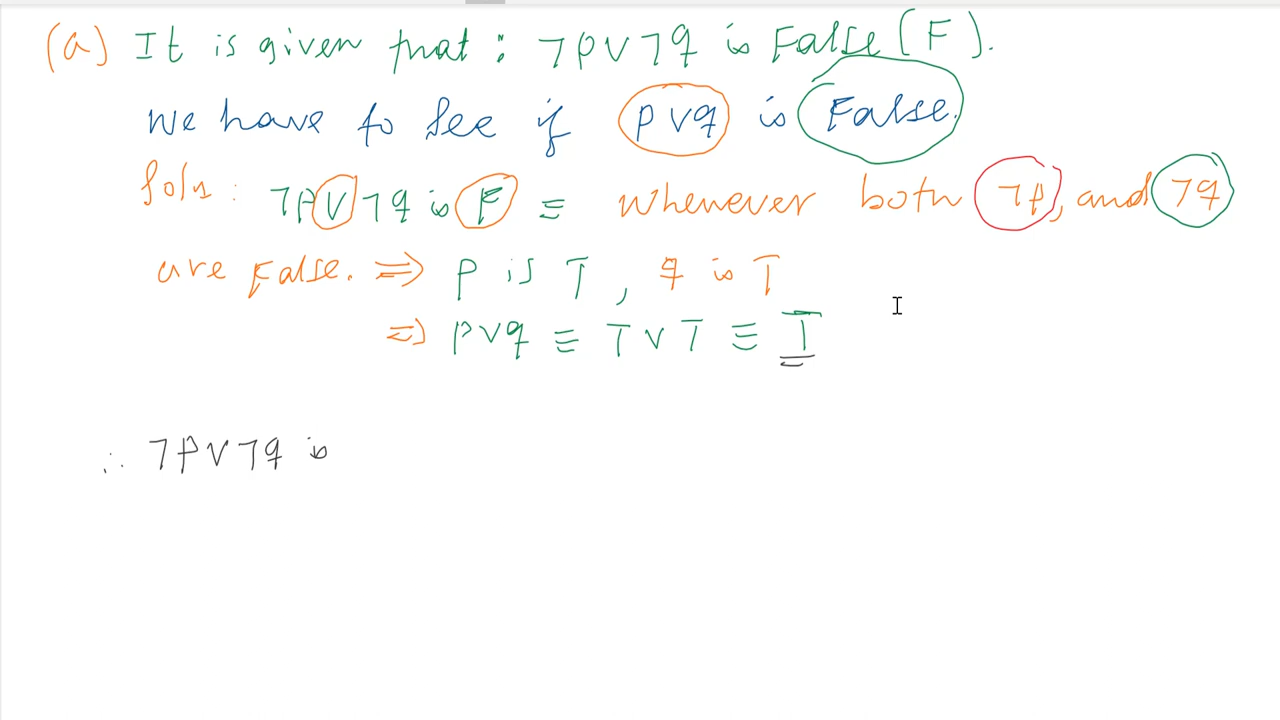 (a) It is given that : ¬p∨¬q is False (F).
We have to see if p∨q is False.
Soln : ¬p∨¬q is F ≡ whenever both ¬p, and ¬q
are False. ⇒ p is T, q is T
⇒ p∨q ≡ T∨T ≡ T
∴ ¬p∨¬q is